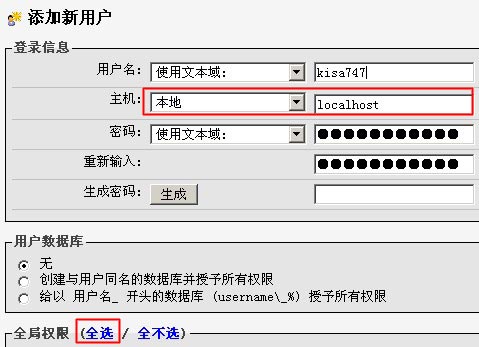 添加新用户
登录信息
用户名: 使用文本域: kisa747
主机: 本地 localhost
密码: 使用文本域: ●●●●●●●●●●●
重新输入: ●●●●●●●●●●●
生成密码: 生成
用户数据库
无
创建与用户同名的数据库并授予所有权限
给以 用户名_ 开头的数据库 (username\_%) 授予所有权限
全局权限 (全选 / 全不选)